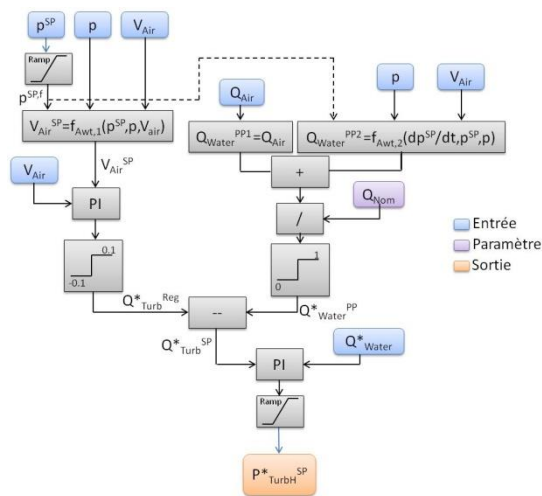 p^SP p V_Air
Ramp
p^SP,f
Q_Air p V_Air
V_Air^SP=f_Awt,1(p^SP,p,V_air) Q_Water^PP1=Q_Air Q_Water^PP2=f_Awt,2(dp^SP/dt,p^SP,p)
V_Air^SP
V_Air
PI
+
/
Q_Nom
Entrée
Paramètre
Sortie
0.1
-0.1
1
0
Q*_Turb^Reg
--
Q*_Water^PP
Q*_Turb^SP
PI
Q*_Water
Ramp
P*_TurbH^SP